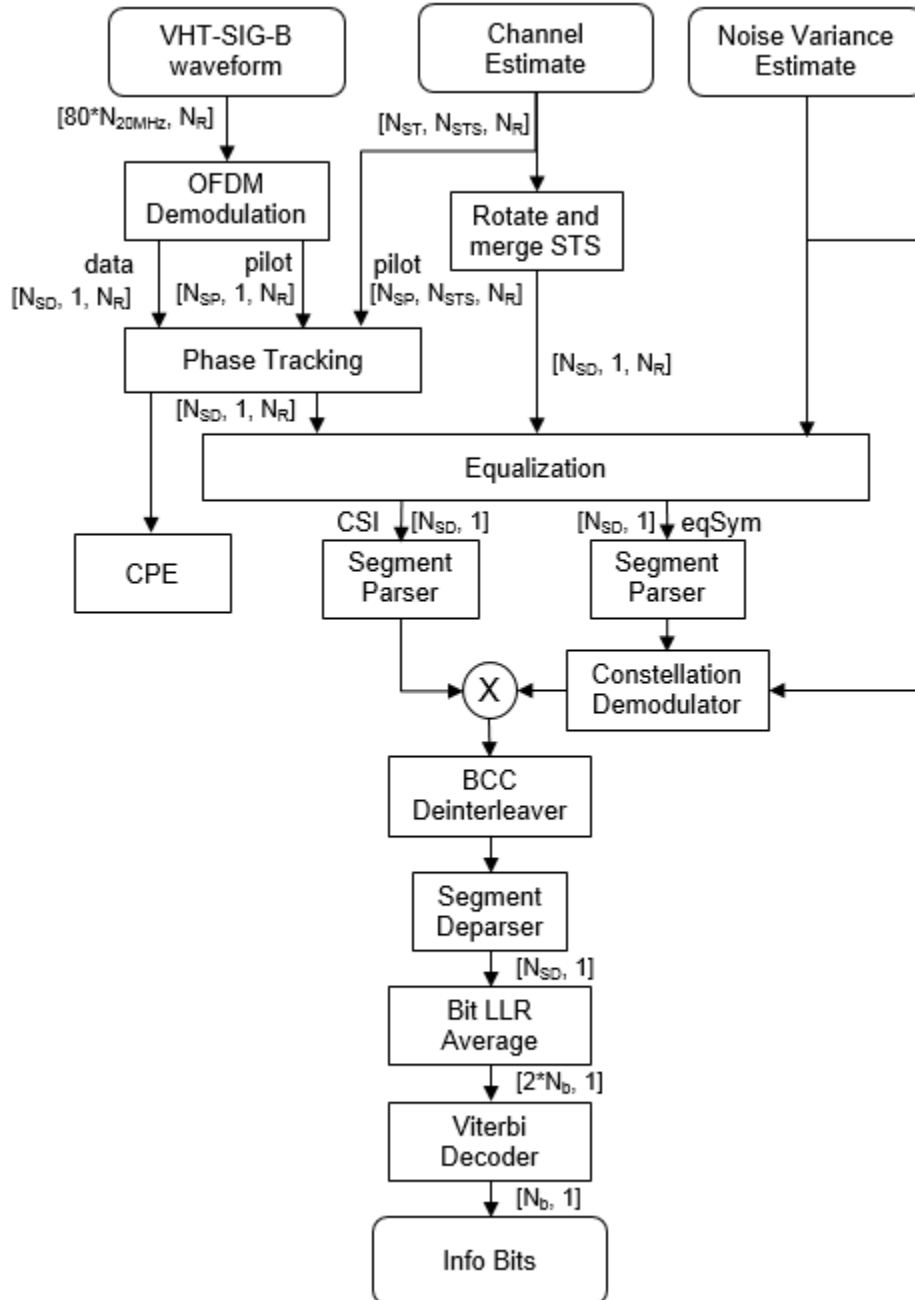 VHT-SIG-B
waveform
Channel
Estimate
Noise Variance
Estimate
[80*N20MHz, NR]
[NST, NSTS, NR]
OFDM
Demodulation
Rotate and
merge STS
data
pilot
pilot
[NSD, 1, NR]
[NSP, 1, NR]
[NSP, NSTS, NR]
Phase Tracking
[NSD, 1, NR]
[NSD, 1, NR]
Equalization
CSI
[NSD, 1]
[NSD, 1]
eqSym
CPE
Segment
Parser
Segment
Parser
X
Constellation
Demodulator
BCC
Deinterleaver
Segment
Deparser
[NSD, 1]
Bit LLR
Average
[2*Nb, 1]
Viterbi
Decoder
[Nb, 1]
Info Bits